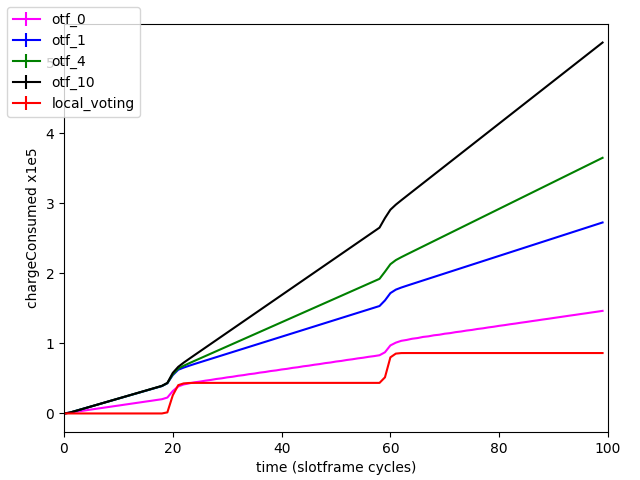 otf_0
otf_1
otf_4
otf_10
local_voting
5
4
3
2
1
0
chargeConsumed x1e5
0 20 40 60 80 100
time (slotframe cycles)